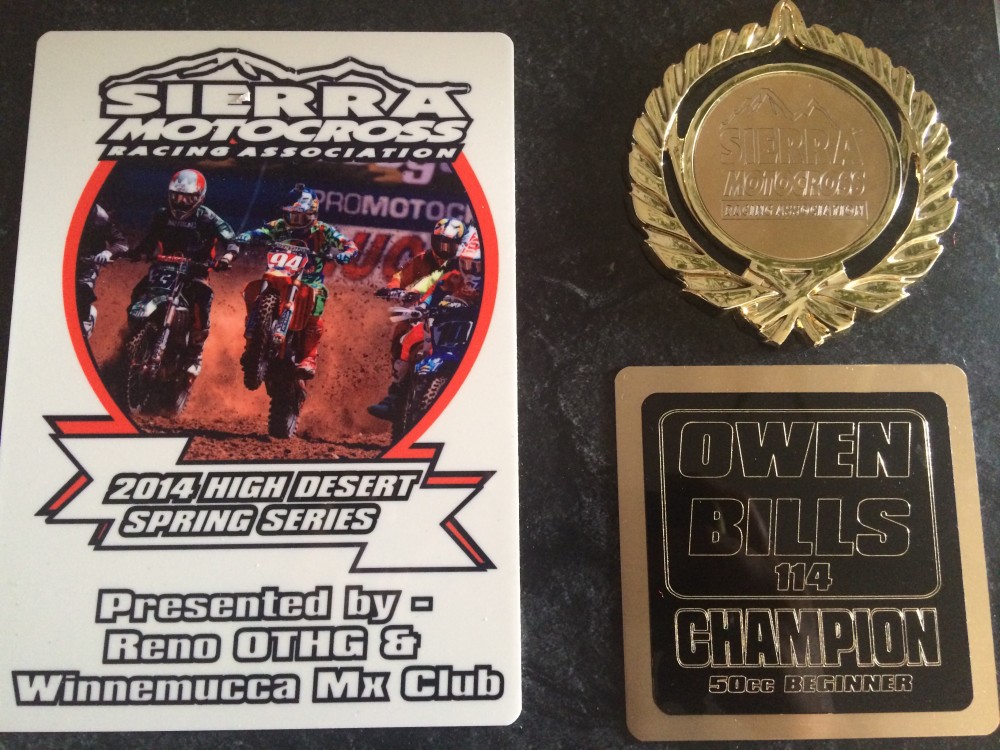 SIERRA
MOTOCROSS
RACING ASSOCIATION
9
PROMOTOC
94
2014 HIGH DESERT
SPRING SERIES
Presented by -
Reno OTHG &
Winnemucca Mx Club
SIERRA
MOTOCROSS
RACING ASSOCIATION
OWEN
BILLS
114
CHAMPION
50cc BEGINNER